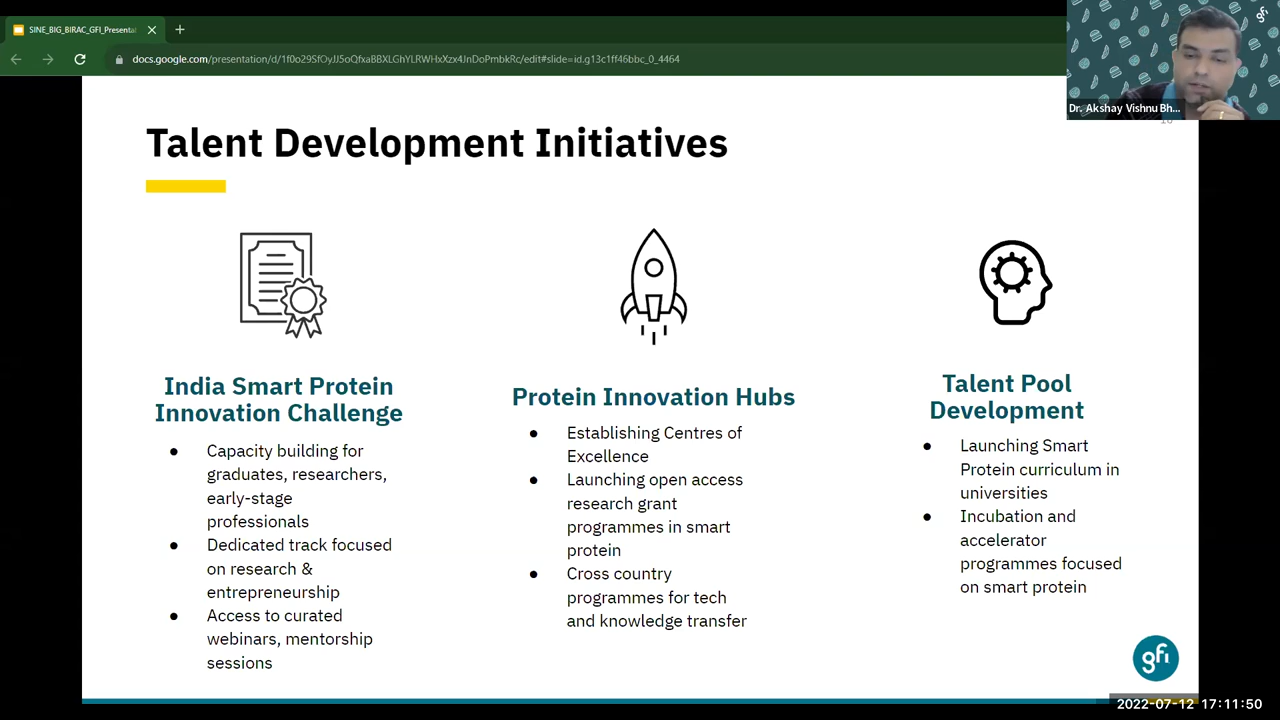 SINE_BIG_BIRAC_GFI_Presenta
docs.google.com/presentation/d/1f0o29SfOyJJ5oQfxaBBXLGhYLRWHxXzx4JnDoPmbkRc/edit#slide=id.g13c1ff46bbc_0_4464
gfi
Dr. Akshay Vishnu Bh...
Talent Development Initiatives
India Smart Protein
Innovation Challenge
Capacity building for
graduates, researchers,
early-stage
professionals
Dedicated track focused
on research &
entrepreneurship
Access to curated
webinars, mentorship
sessions
Protein Innovation Hubs
Establishing Centres of
Excellence
Launching open access
research grant
programmes in smart
protein
Cross country
programmes for tech
and knowledge transfer
Talent Pool
Development
Launching Smart
Protein curriculum in
universities
Incubation and
accelerator
programmes focused
on smart protein
gfi
2022-07-12 17:11:50